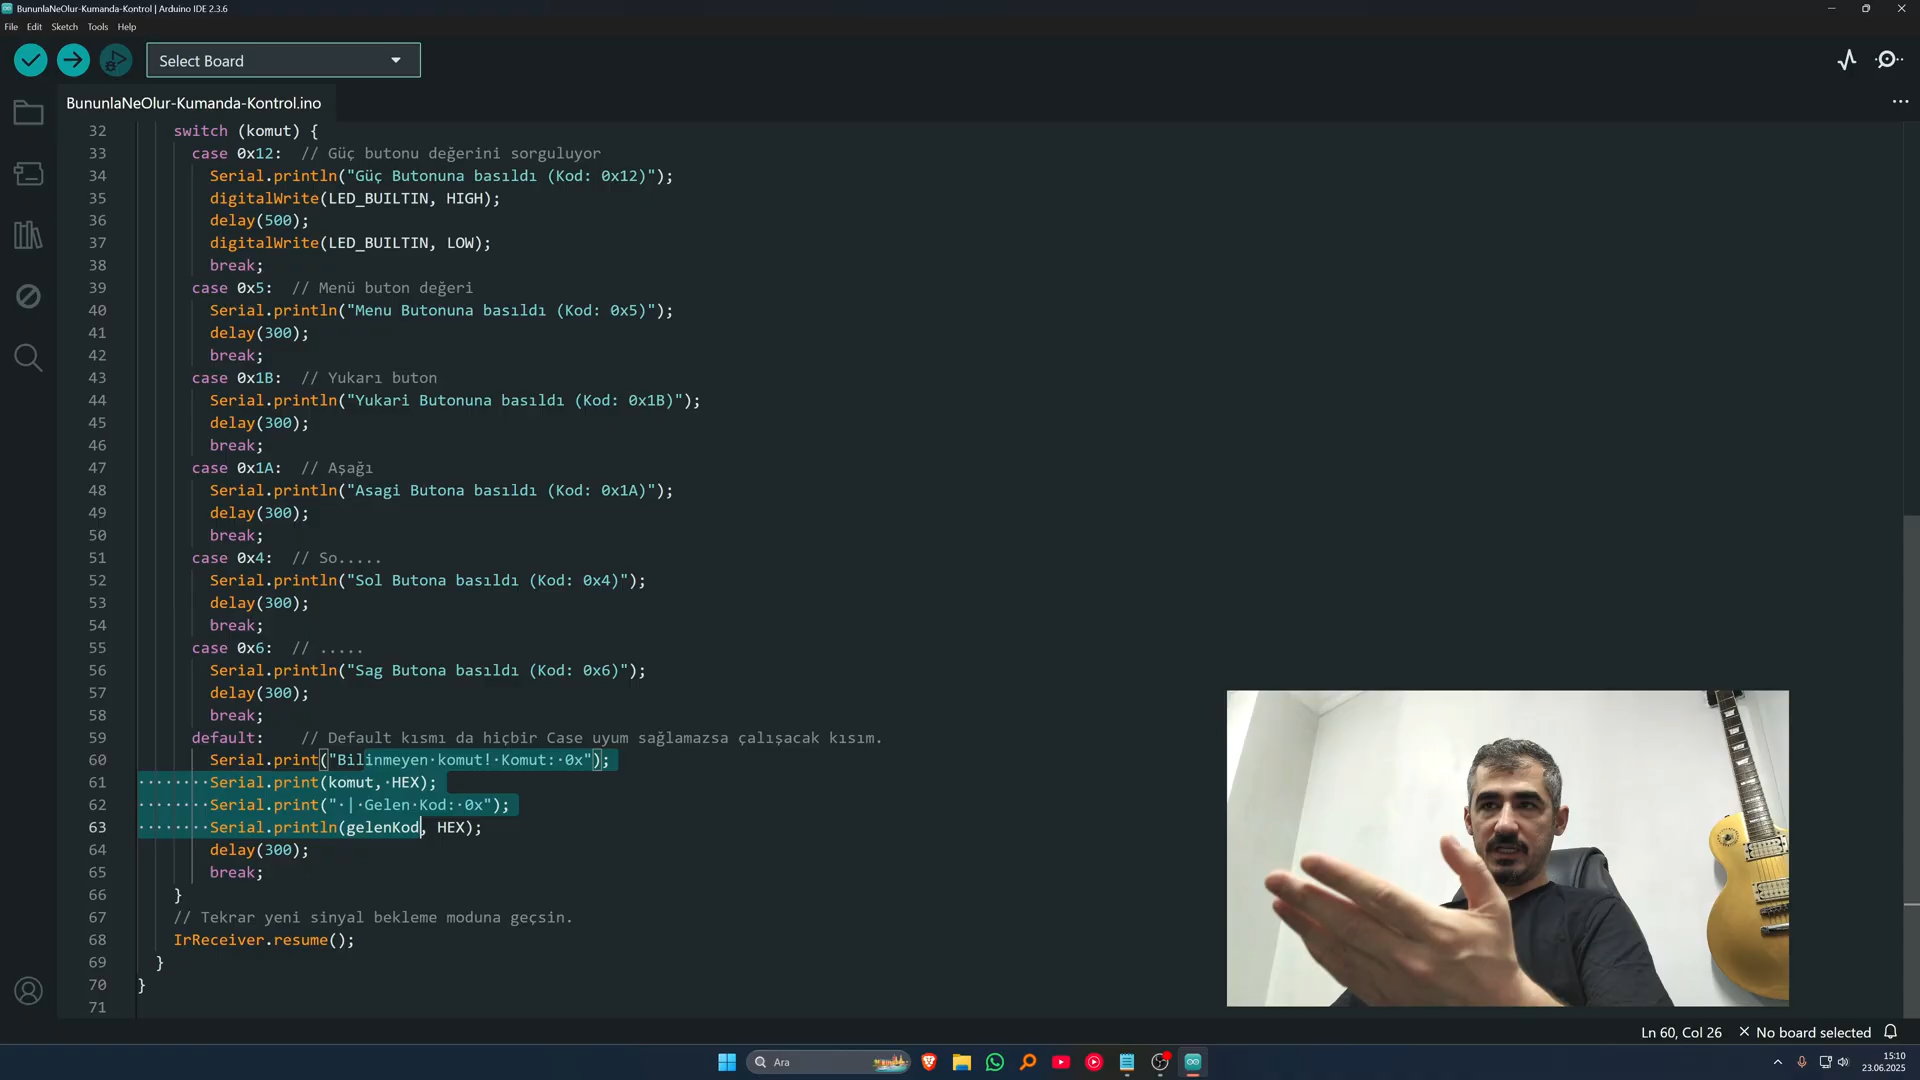 BununlaNeOlur-Kumanda-Kontrol | Arduino IDE 2.3.6
File Edit Sketch Tools Help
Select Board
BununlaNeOlur-Kumanda-Kontrol.ino
32 switch (komut) {
33 case 0x12: // Güç butonu değerini sorguluyor
34 Serial.println("Güç Butonuna basıldı (Kod: 0x12)");
35 digitalWrite(LED_BUILTIN, HIGH);
36 delay(500);
37 digitalWrite(LED_BUILTIN, LOW);
38 break;
39 case 0x5: // Menü buton değeri
40 Serial.println("Menu Butonuna basıldı (Kod: 0x5)");
41 delay(300);
42 break;
43 case 0x1B: // Yukarı buton
44 Serial.println("Yukari Butonuna basıldı (Kod: 0x1B)");
45 delay(300);
46 break;
47 case 0x1A: // Aşağı
48 Serial.println("Asagi Butona basıldı (Kod: 0x1A)");
49 delay(300);
50 break;
51 case 0x4: // So.....
52 Serial.println("Sol Butona basıldı (Kod: 0x4)");
53 delay(300);
54 break;
55 case 0x6: // .....
56 Serial.println("Sag Butona basıldı (Kod: 0x6)");
57 delay(300);
58 break;
59 default: // Default kısmı da hiçbir Case uyum sağlamazsa çalışacak kısım.
60 Serial.print("Bilinmeyen komut! Komut: 0x");
61 Serial.print(komut, HEX);
62 Serial.print(" | Gelen Kod: 0x");
63 Serial.println(gelenKod, HEX);
64 delay(300);
65 break;
66 }
67 // Tekrar yeni sinyal bekleme moduna geçsin.
68 IrReceiver.resume();
69 }
70 }
71
Ln 60, Col 26 No board selected
Ara
15:10
23.06.2025